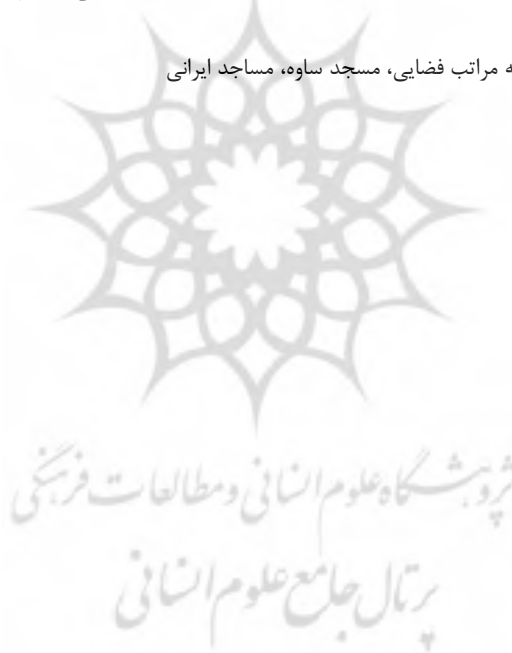 ه مراتب فضایی، مسجد ساوه، مساجد ایرانی
پژوهشگاه علوم انسانی و مطالعات فرهنگی
پرتال جامع علوم انسانی